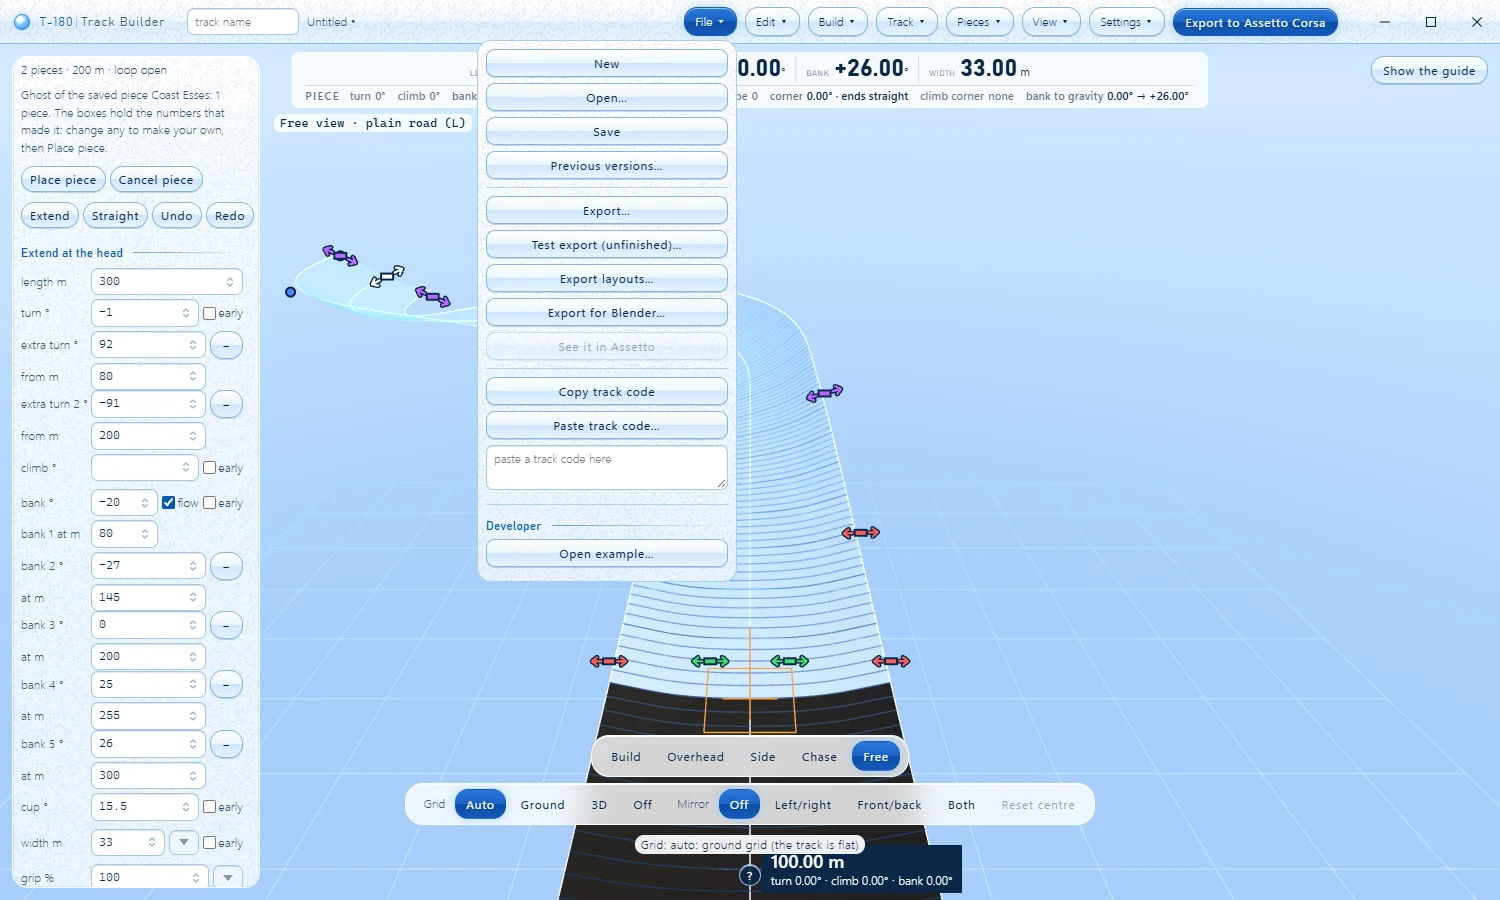 T-180 | Track Builder
track name
Untitled •
File ▾
Edit ▾
Build ▾
Track ▾
Pieces ▾
View ▾
Settings ▾
Export to Assetto Corsa
2 pieces · 200 m · loop open
Ghost of the saved piece Coast Esses: 1
piece. The boxes hold the numbers that
made it: change any to make your own,
then Place piece.
Place piece
Cancel piece
Extend
Straight
Undo
Redo
Extend at the head
length m 300
turn ° −1 early
extra turn ° 92 –
from m 80
extra turn 2 ° −91 –
from m 200
climb ° early
bank ° −20 flow early
bank 1 at m 80
bank 2 ° −27 –
at m 145
bank 3 ° 0 –
at m 200
bank 4 ° 25 –
at m 255
bank 5 ° 26 –
at m 300
cup ° 15.5 early
width m 33 early
grip % 100
New
Open...
Save
Previous versions...
Export...
Test export (unfinished)...
Export layouts...
Export for Blender...
See it in Assetto
Copy track code
Paste track code...
paste a track code here
Developer
Open example...
0.00° BANK +26.00° WIDTH 33.00 m
PIECE turn 0° climb 0° bank
0 corner 0.00° · ends straight climb corner none bank to gravity 0.00° → +26.00°
Free view · plain road (L)
Show the guide
Build
Overhead
Side
Chase
Free
Grid
Auto
Ground
3D
Off
Mirror
Off
Left/right
Front/back
Both
Reset centre
Grid: auto: ground grid (the track is flat)
?
100.00 m
turn 0.00° · climb 0.00° · bank 0.00°